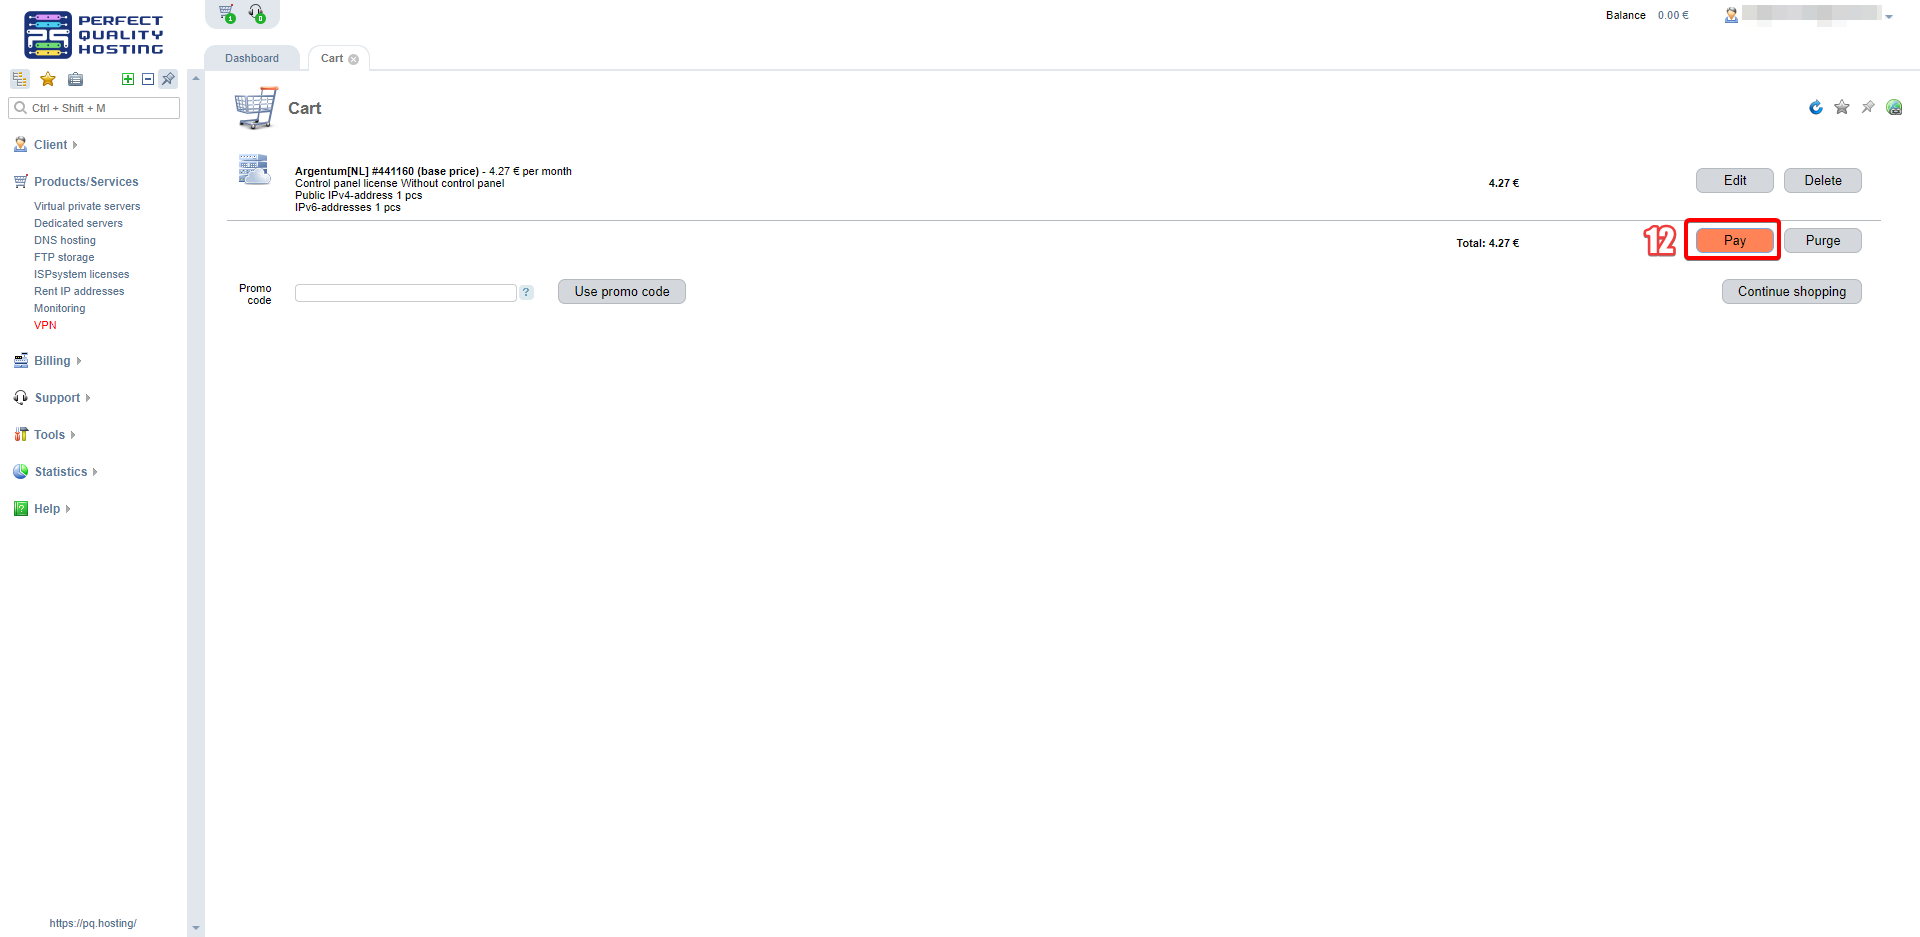 PERFECT
QUALITY
HOSTING
1
0
Balance 0.00 €
Dashboard
Cart
Ctrl + Shift + M
Cart
Client
Products/Services
Virtual private servers
Dedicated servers
DNS hosting
FTP storage
ISPsystem licenses
Rent IP addresses
Monitoring
VPN
Billing
Support
Tools
Statistics
Help
https://pq.hosting/
Argentum[NL] #441160 (base price) - 4.27 € per month
Control panel license Without control panel
Public IPv4-address 1 pcs
IPv6-addresses 1 pcs
4.27 €
Edit
Delete
Total: 4.27 €
12
Pay
Purge
Promo
code
?
Use promo code
Continue shopping